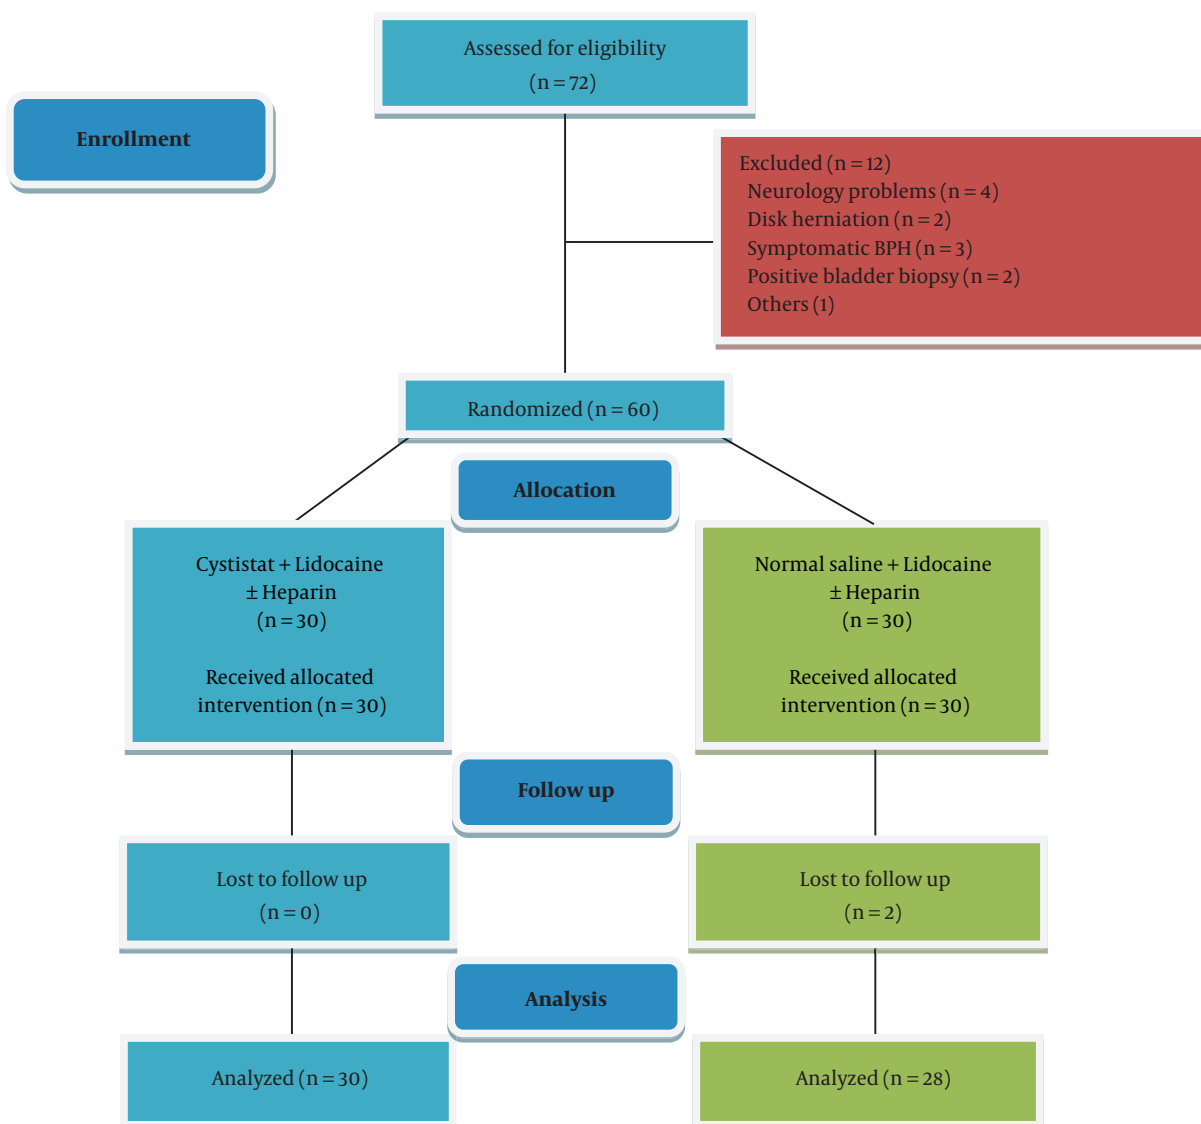 Assessed for eligibility
(n = 72)
Enrollment
Excluded (n = 12)
Neurology problems (n = 4)
Disk herniation (n = 2)
Symptomatic BPH (n = 3)
Positive bladder biopsy (n = 2)
Others (1)
Randomized (n = 60)
Allocation
Cystistat + Lidocaine
± Heparin
(n = 30)
Received allocated
intervention (n = 30)
Normal saline + Lidocaine
± Heparin
(n = 30)
Received allocated
intervention (n = 30)
Follow up
Lost to follow up
(n = 0)
Lost to follow up
(n = 2)
Analysis
Analyzed (n = 30)
Analyzed (n = 28)